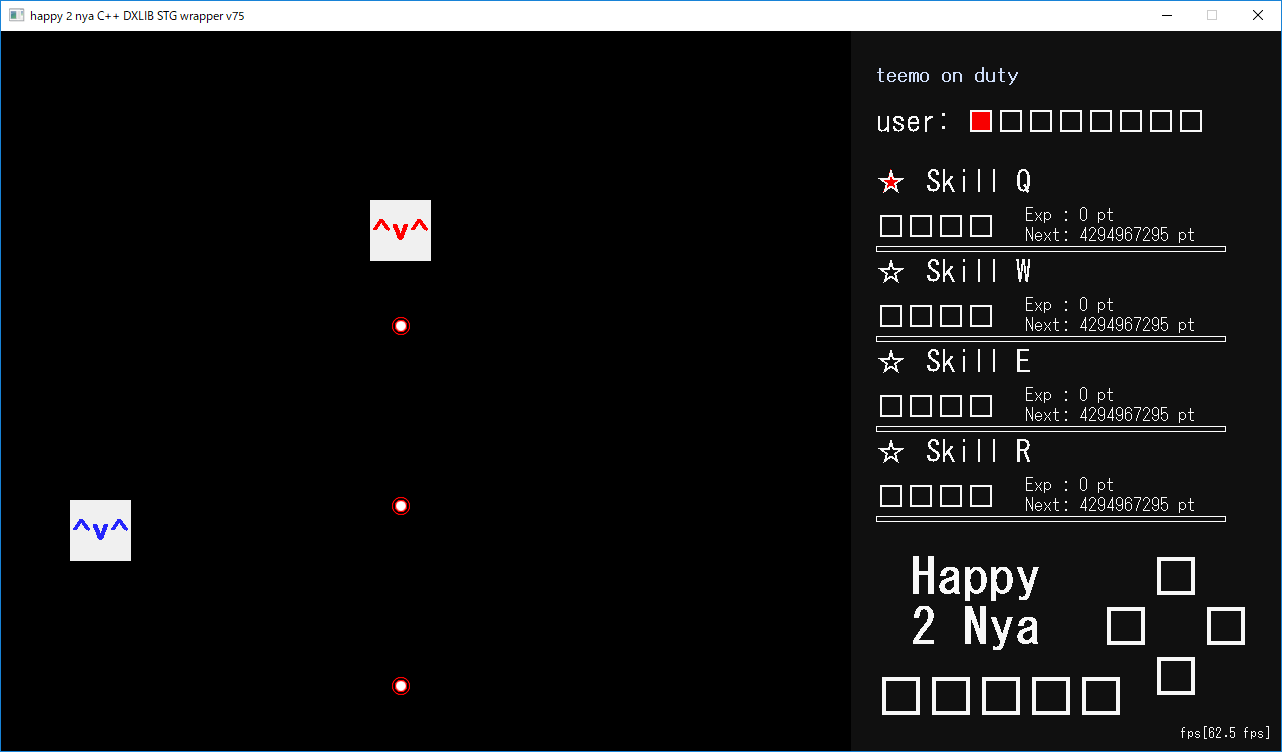 happy 2 nya C++ DXLIB STG wrapper v75
^v^
^v^
teemo on duty
user: ■□□□□□□□
☆ Skill Q
□□□□ Exp : 0 pt
Next: 4294967295 pt
☆ Skill W
□□□□ Exp : 0 pt
Next: 4294967295 pt
☆ Skill E
□□□□ Exp : 0 pt
Next: 4294967295 pt
☆ Skill R
□□□□ Exp : 0 pt
Next: 4294967295 pt
Happy
2 Nya
fps[62.5 fps]